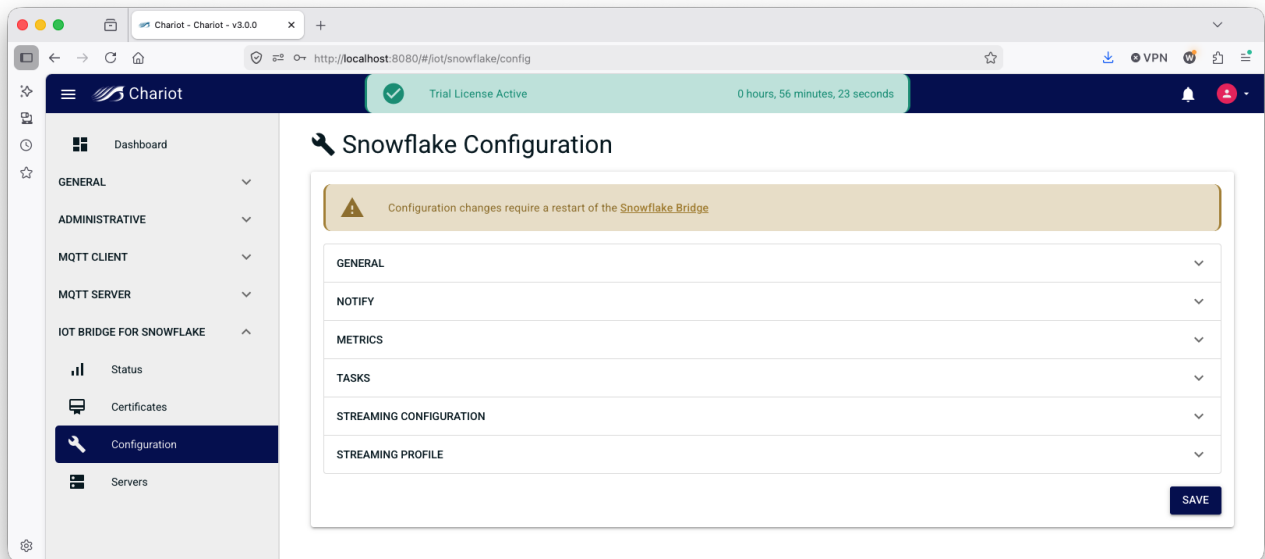 Chariot - Chariot - v3.0.0
http://localhost:8080/#/iot/snowflake/config
VPN
W
Chariot
Trial License Active
0 hours, 56 minutes, 23 seconds
Dashboard
GENERAL
ADMINISTRATIVE
MQTT CLIENT
MQTT SERVER
IOT BRIDGE FOR SNOWFLAKE
Status
Certificates
Configuration
Servers
Snowflake Configuration
Configuration changes require a restart of the Snowflake Bridge
GENERAL
NOTIFY
METRICS
TASKS
STREAMING CONFIGURATION
STREAMING PROFILE
SAVE